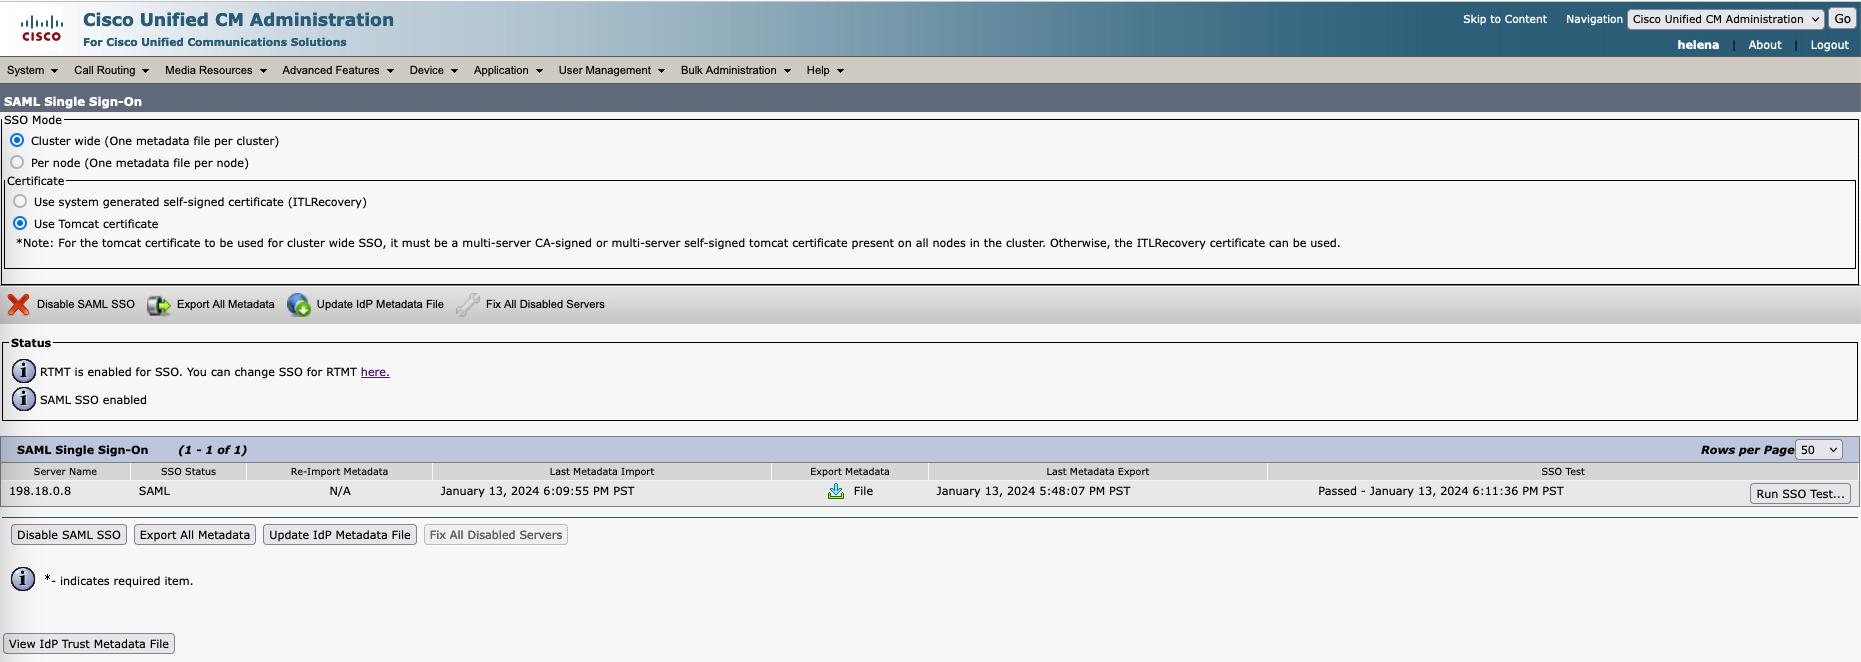 CISCO
Cisco Unified CM Administration
For Cisco Unified Communications Solutions
Skip to Content Navigation Cisco Unified CM Administration Go
helena | About | Logout
System Call Routing Media Resources Advanced Features Device Application User Management Bulk Administration Help
SAML Single Sign-On
SSO Mode
Cluster wide (One metadata file per cluster)
Per node (One metadata file per node)
Certificate
Use system generated self-signed certificate (ITLRecovery)
Use Tomcat certificate
*Note: For the tomcat certificate to be used for cluster wide SSO, it must be a multi-server CA-signed or multi-server self-signed tomcat certificate present on all nodes in the cluster. Otherwise, the ITLRecovery certificate can be used.
Disable SAML SSO Export All Metadata Update IdP Metadata File Fix All Disabled Servers
Status
RTMT is enabled for SSO. You can change SSO for RTMT here.
SAML SSO enabled
SAML Single Sign-On (1 - 1 of 1) Rows per Page 50
Server Name SSO Status Re-Import Metadata Last Metadata Import Export Metadata Last Metadata Export SSO Test
198.18.0.8 SAML N/A January 13, 2024 6:09:55 PM PST File January 13, 2024 5:48:07 PM PST Passed - January 13, 2024 6:11:36 PM PST Run SSO Test...
Disable SAML SSO Export All Metadata Update IdP Metadata File Fix All Disabled Servers
*- indicates required item.
View IdP Trust Metadata File